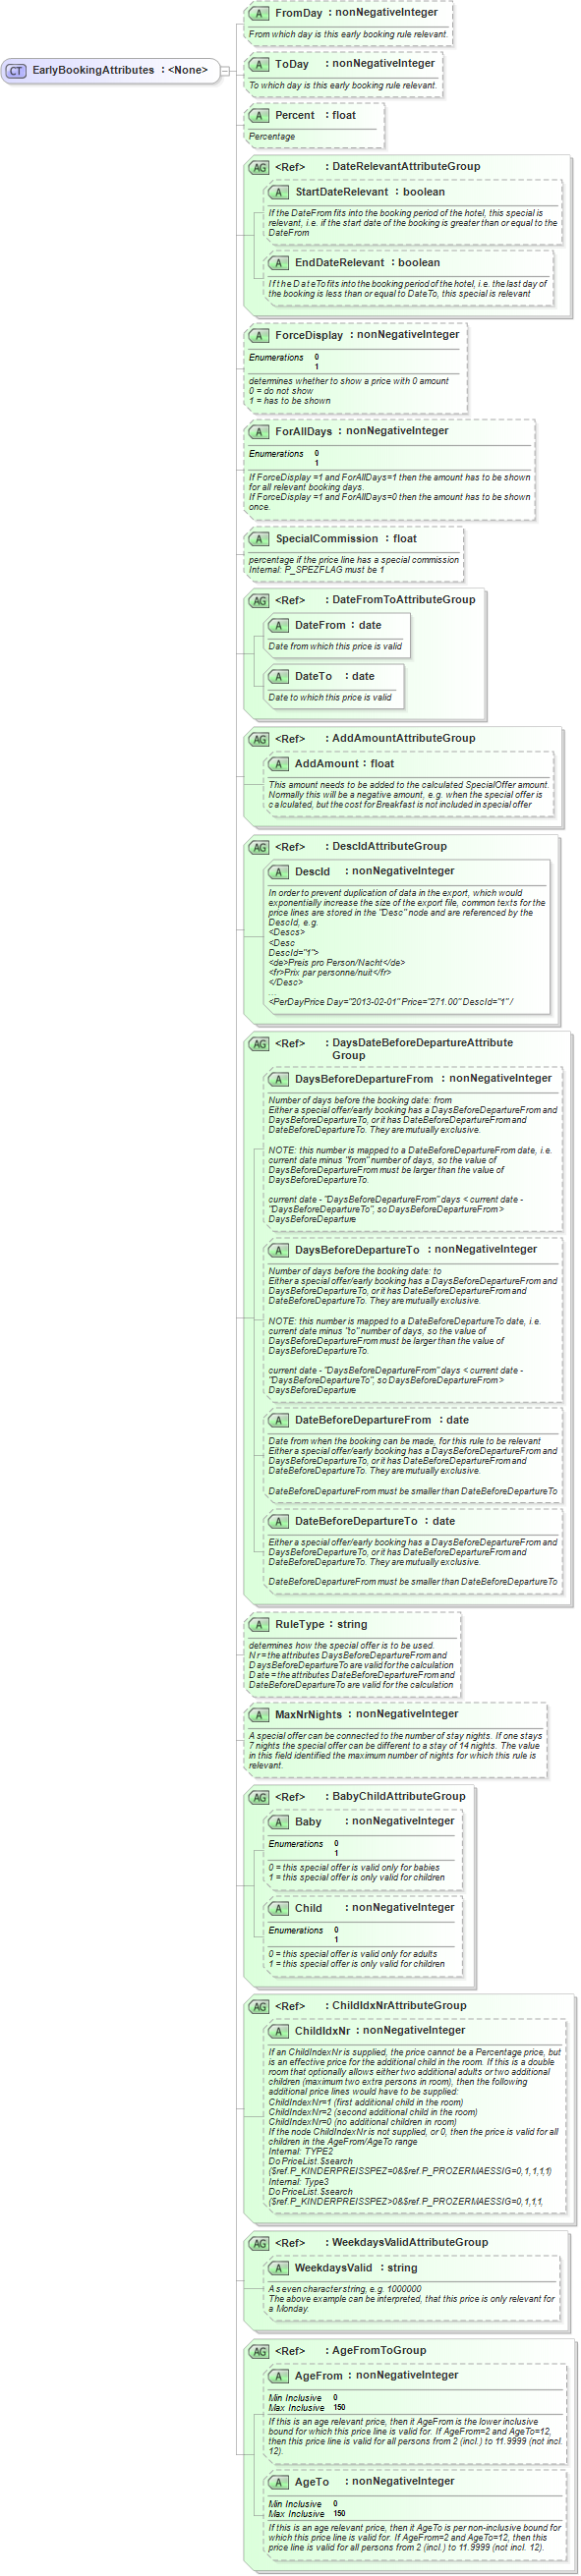 CT EarlyBookingAttributes : <None>
A FromDay : nonNegativeInteger
From which day is this early booking rule relevant.
A ToDay : nonNegativeInteger
To which day is this early booking rule relevant.
A Percent : float
Percentage
AG <Ref> : DateRelevantAttributeGroup
A StartDateRelevant : boolean
If the DateFrom fits into the booking period of the hotel, this special is
relevant, i.e. if the start date of the booking is greater than or equal to the
DateFrom
A EndDateRelevant : boolean
If the DateTo fits into the booking period of the hotel, i.e. the last day of
the booking is less than or equal to DateTo, this special is relevant
A ForceDisplay : nonNegativeInteger
Enumerations 0
1
determines whether to show a price with 0 amount
0 = do not show
1 = has to be shown
A ForAllDays : nonNegativeInteger
Enumerations 0
1
If ForceDisplay =1 and ForAllDays=1 then the amount has to be shown
for all relevant booking days.
If ForceDisplay =1 and ForAllDays=0 then the amount has to be shown
once.
A SpecialCommission : float
percentage if the price line has a special commission
Internal: P_SPEZFLAG must be 1
AG <Ref> : DateFromToAttributeGroup
A DateFrom : date
Date from which this price is valid
A DateTo : date
Date to which this price is valid
AG <Ref> : AddAmountAttributeGroup
A AddAmount : float
This amount needs to be added to the calculated SpecialOffer amount.
Normally this will be a negative amount, e.g. when the special offer is
calculated, but the cost for Breakfast is not included in special offer
AG <Ref> : DescIdAttributeGroup
A DescId : nonNegativeInteger
In order to prevent duplication of data in the export, which would
exponentially increase the size of the export file, common texts for the
price lines are stored in the "Desc" node and are referenced by the
DescId, e.g.
<Descs>
<Desc
DescId="1">
<de>Preis pro Person/Nacht</de>
<fr>Prix par personne/nuit</fr>
</Desc>
...
<PerDayPrice Day="2013-02-01" Price="271.00" DescId="1" /
AG <Ref> : DaysDateBeforeDepartureAttribute
Group
A DaysBeforeDepartureFrom : nonNegativeInteger
Number of days before the booking date: from
Either a special offer/early booking has a DaysBeforeDepartureFrom and
DaysBeforeDepartureTo, or it has DateBeforeDepartureFrom and
DateBeforeDepartureTo. They are mutually exclusive.
NOTE: this number is mapped to a DateBeforeDepartureFrom date, i.e.
current date minus "from" number of days, so the value of
DaysBeforeDepartureFrom must be larger than the value of
DaysBeforeDepartureTo.
current date - "DaysBeforeDepartureFrom" days < current date -
"DaysBeforeDepartureTo", so DaysBeforeDepartureFrom >
DaysBeforeDeparture
A DaysBeforeDepartureTo : nonNegativeInteger
Number of days before the booking date: to
Either a special offer/early booking has a DaysBeforeDepartureFrom and
DaysBeforeDepartureTo, or it has DateBeforeDepartureFrom and
DateBeforeDepartureTo. They are mutually exclusive.
NOTE: this number is mapped to a DateBeforeDepartureTo date, i.e.
current date minus "to" number of days, so the value of
DaysBeforeDepartureFrom must be larger than the value of
DaysBeforeDepartureTo.
current date - "DaysBeforeDepartureFrom" days < current date -
"DaysBeforeDepartureTo", so DaysBeforeDepartureFrom >
DaysBeforeDeparture
A DateBeforeDepartureFrom : date
Date from when the booking can be made, for this rule to be relevant
Either a special offer/early booking has a DaysBeforeDepartureFrom and
DaysBeforeDepartureTo, or it has DateBeforeDepartureFrom and
DateBeforeDepartureTo. They are mutually exclusive.
DateBeforeDepartureFrom must be smaller than DateBeforeDepartureTo
A DateBeforeDepartureTo : date
Either a special offer/early booking has a DaysBeforeDepartureFrom and
DaysBeforeDepartureTo, or it has DateBeforeDepartureFrom and
DateBeforeDepartureTo. They are mutually exclusive.
DateBeforeDepartureFrom must be smaller than DateBeforeDepartureTo
A RuleType : string
determines how the special offer is to be used.
Nr = the attributes DaysBeforeDepartureFrom and
DaysBeforeDepartureTo are valid for the calculation
Date = the attributes DateBeforeDepartureFrom and
DateBeforeDepartureTo are valid for the calculation
A MaxNrNights : nonNegativeInteger
A special offer can be connected to the number of stay nights. If one stays
7 nights the special offer can be different to a stay of 14 nights. The value
in this field identified the maximum number of nights for which this rule is
relevant.
AG <Ref> : BabyChildAttributeGroup
A Baby : nonNegativeInteger
Enumerations 0
1
0 = this special offer is valid only for babies
1 = this special offer is only valid for children
A Child : nonNegativeInteger
Enumerations 0
1
0 = this special offer is valid only for adults
1 = this special offer is only valid for children
AG <Ref> : ChildIdxNrAttributeGroup
A ChildIdxNr : nonNegativeInteger
If an ChildIndexNr is supplied, the price cannot be a Percentage price, but
is an effective price for the additional child in the room. If this is a double
room that optionally allows either two additional adults or two additional
children (maximum two extra persons in room), then the following
additional price lines would have to be supplied:
ChildIndexNr=1 (first additional child in the room)
ChildIndexNr=2 (second additional child in the room)
ChildIndexNr=0 (no additional children in room)
If the node ChildIndexNr is not supplied, or 0, then the price is valid for all
children in the AgeFrom/AgeTo range
Internal: TYPE2
Do PriceList.$search
($ref.P_KINDERPREISSPEZ=0&$ref.P_PROZERMAESSIG=0,1,1,1,1)
Internal: Type3
Do PriceList.$search
($ref.P_KINDERPREISSPEZ>0&$ref.P_PROZERMAESSIG=0,1,1,1,
AG <Ref> : WeekdaysValidAttributeGroup
A WeekdaysValid : string
A seven character string, e.g. 1000000
The above example can be interpreted, that this price is only relevant for
a Monday.
AG <Ref> : AgeFromToGroup
A AgeFrom : nonNegativeInteger
Min Inclusive 0
Max Inclusive 150
If this is an age relevant price, then it AgeFrom is the lower inclusive
bound for which this price line is valid for. If AgeFrom=2 and AgeTo=12,
then this price line is valid for all persons from 2 (incl.) to 11.9999 (not incl.
12).
A AgeTo : nonNegativeInteger
Min Inclusive 0
Max Inclusive 150
If this is an age relevant price, then it AgeTo is per non-inclusive bound for
which this price line is valid for. If AgeFrom=2 and AgeTo=12, then this
price line is valid for all persons from 2 (incl.) to 11.9999 (not incl. 12).